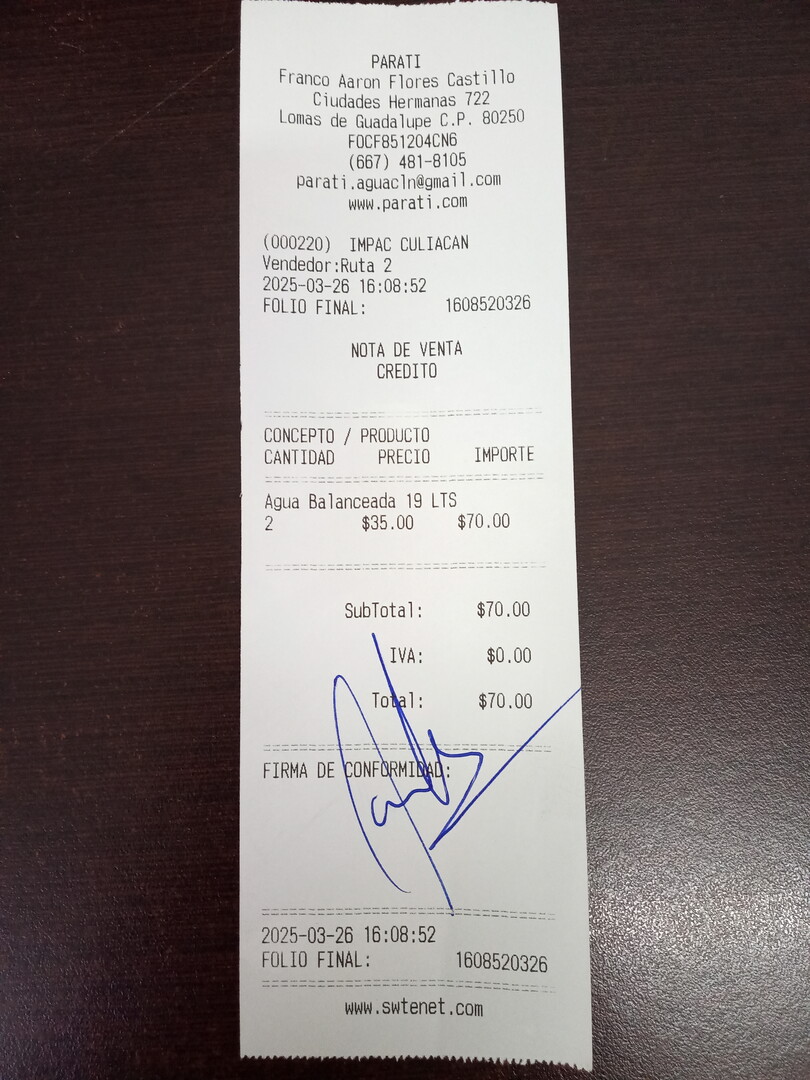 PARATI
Franco Aaron Flores Castillo
Ciudades Hermanas 722
Lomas de Guadalupe C.P. 80250
FOCF851204CN6
(667) 481-8105
parati.aguacln@gmail.com
www.parati.com
(000220) IMPAC CULIACAN
Vendedor:Ruta 2
2025-03-26 16:08:52
FOLIO FINAL: 1608520326
NOTA DE VENTA
CREDITO
CONCEPTO / PRODUCTO
CANTIDAD PRECIO IMPORTE
Agua Balanceada 19 LTS
2 $35.00 $70.00
SubTotal: $70.00
IVA: $0.00
Total: $70.00
FIRMA DE CONFORMIDAD:
2025-03-26 16:08:52
FOLIO FINAL: 1608520326
www.swtenet.com